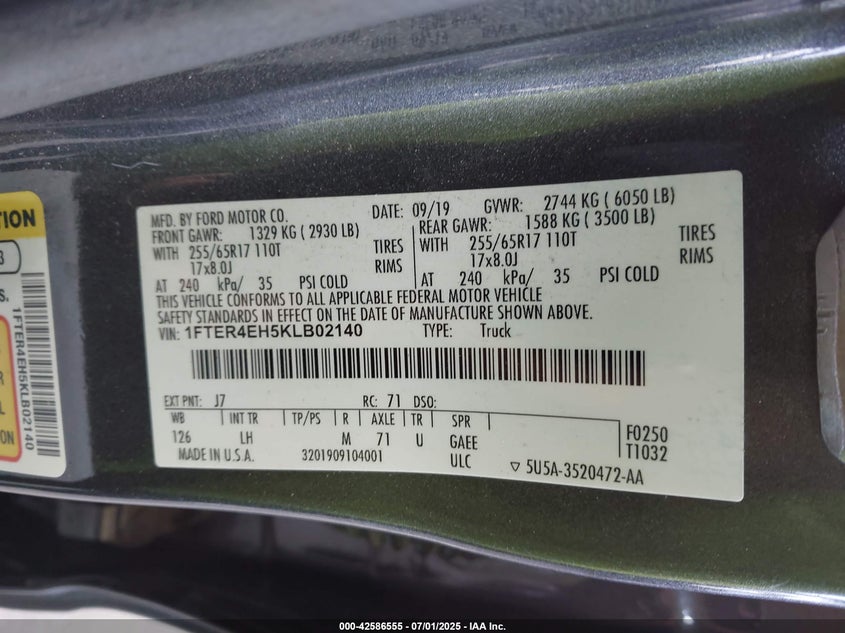 MFD. BY FORD MOTOR CO. DATE: 09/19 GVWR: 2744 KG ( 6050 LB)
FRONT GAWR: 1329 KG ( 2930 LB) REAR GAWR: 1588 KG ( 3500 LB)
WITH 255/65R17 110T TIRES WITH 255/65R17 110T TIRES
17x8.0J RIMS 17x8.0J RIMS
AT 240 kPa/ 35 PSI COLD AT 240 kPa/ 35 PSI COLD
THIS VEHICLE CONFORMS TO ALL APPLICABLE FEDERAL MOTOR VEHICLE
SAFETY STANDARDS IN EFFECT ON THE DATE OF MANUFACTURE SHOWN ABOVE.
VIN: 1FTER4EH5KLB02140 TYPE: Truck
EXT PNT: J7 RC: 71 DSO:
WB INT TR TP/PS R AXLE TR SPR
126 LH M 71 U GAEE F0250
ULC T1032
MADE IN U.S.A. 3201909104001 5U5A-3520472-AA
1FTER4EH5KLB02140
000-42586555 - 07/01/2025 - IAA Inc.